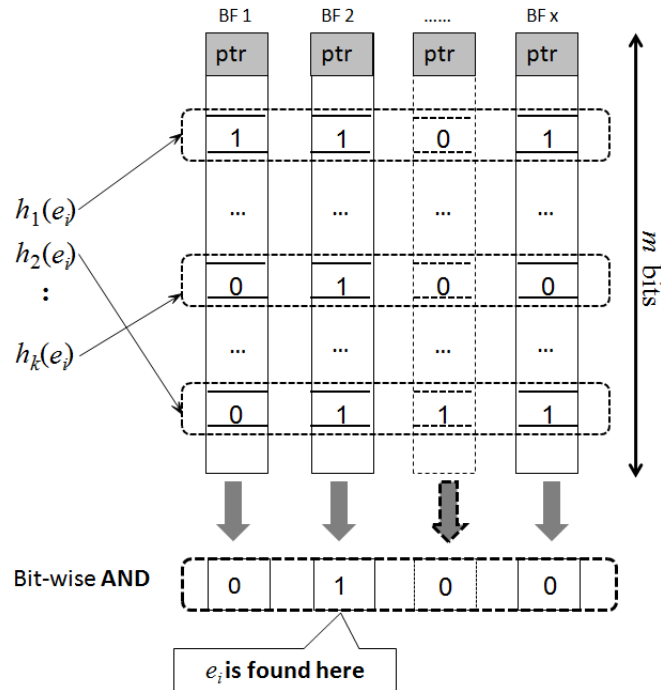 BF 1 BF 2 ...... BF x
ptr ptr ptr ptr
1 1 0 1
h₁(eᵢ)
... ... ... ...
h₂(eᵢ)
:
0 1 0 0
hₖ(eᵢ)
... ... ... ...
0 1 1 1
m bits
Bit-wise AND 0 1 0 0
eᵢ is found here